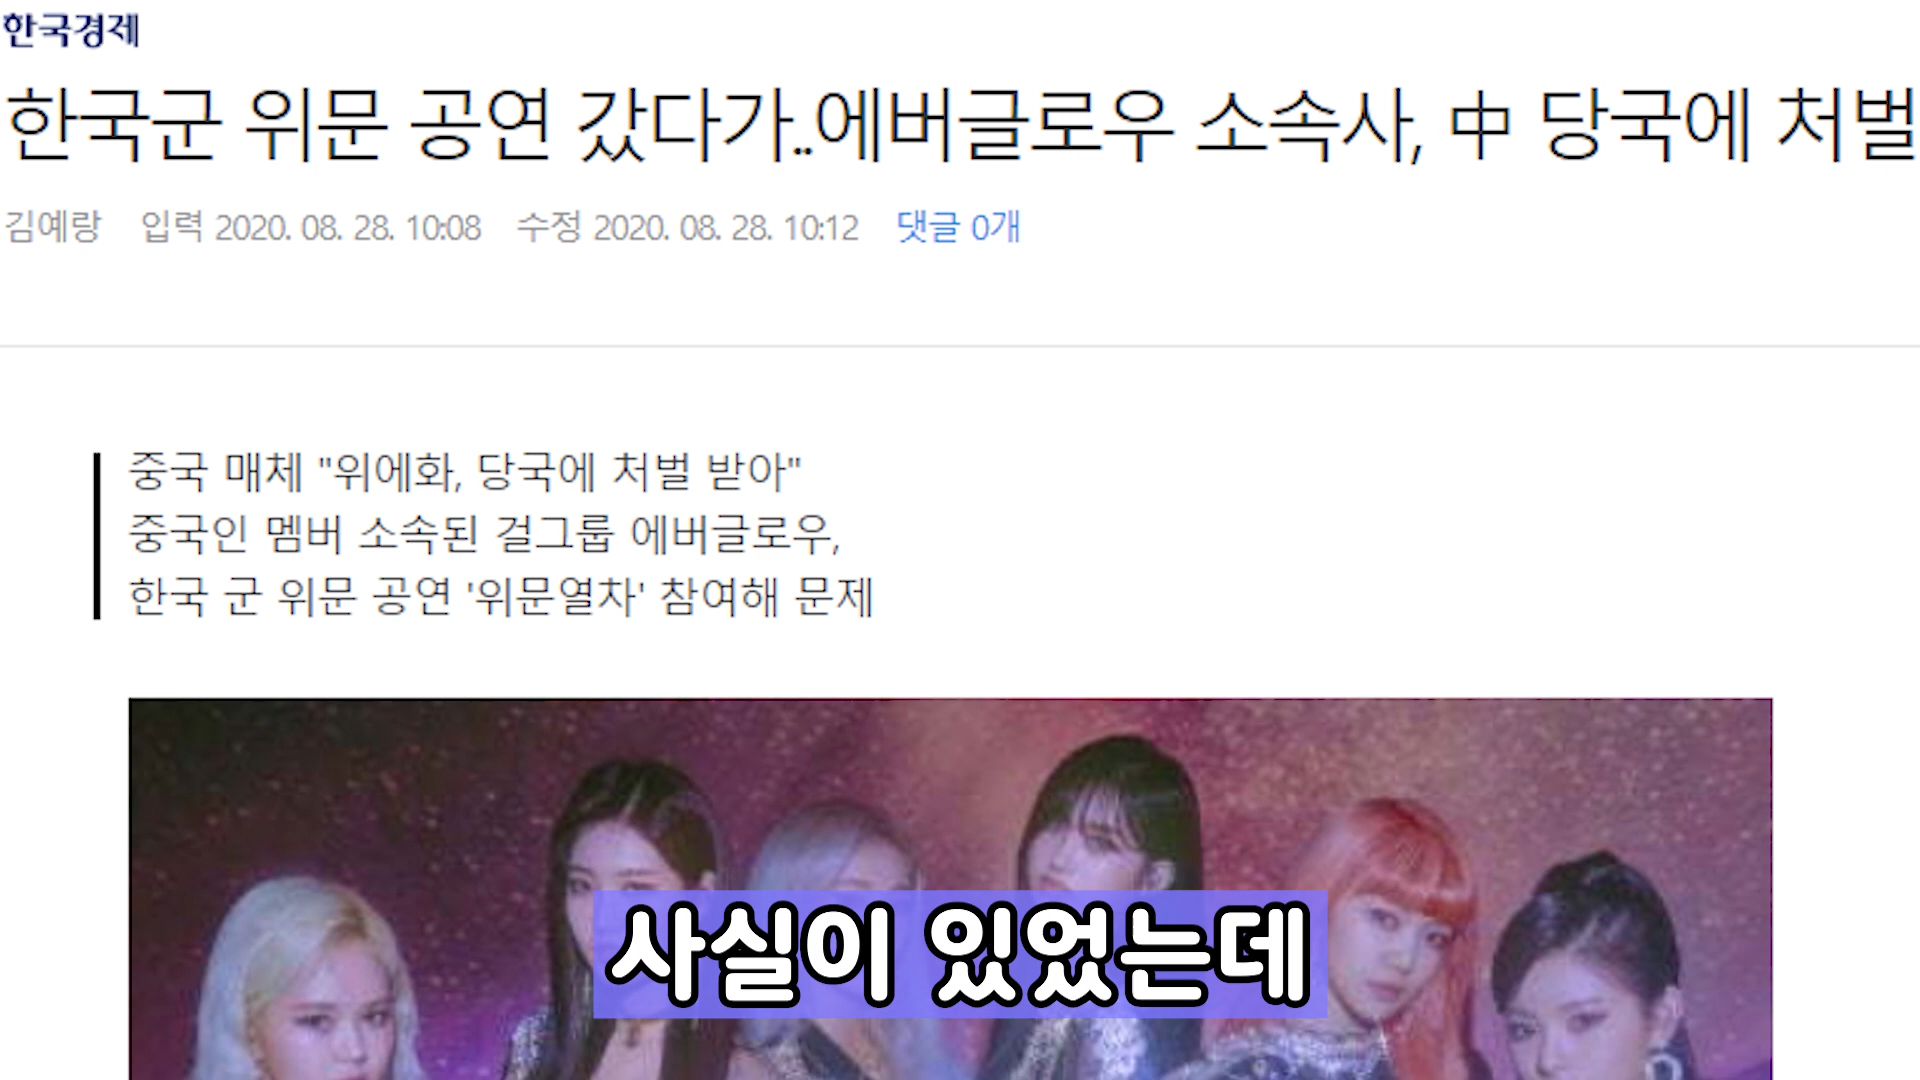 한국경제
한국군 위문 공연 갔다가..에버글로우 소속사, 中 당국에 처벌
김예랑 입력 2020. 08. 28. 10:08 수정 2020. 08. 28. 10:12 댓글 0개
중국 매체 "위에화, 당국에 처벌 받아"
중국인 멤버 소속된 걸그룹 에버글로우,
한국 군 위문 공연 '위문열차' 참여해 문제
사실이 있었는데